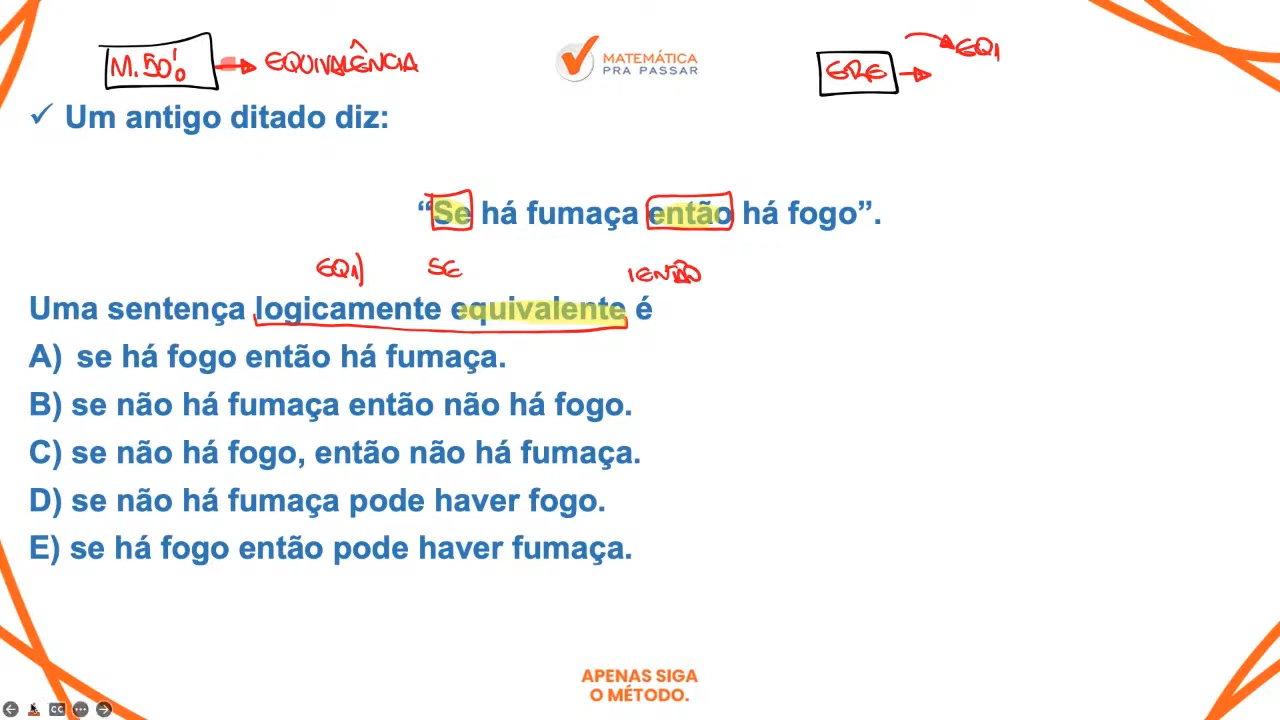 M.50%
EQUIVALÊNCIA
MATEMÁTICA
PRA PASSAR
EQ1
✓ Um antigo ditado diz:
“Se há fumaça então há fogo”.
EQ1) SE
Uma sentença logicamente equivalente é
A) se há fogo então há fumaça.
B) se não há fumaça então não há fogo.
C) se não há fogo, então não há fumaça.
D) se não há fumaça pode haver fogo.
E) se há fogo então pode haver fumaça.
APENAS SIGA
O MÉTODO.
CC